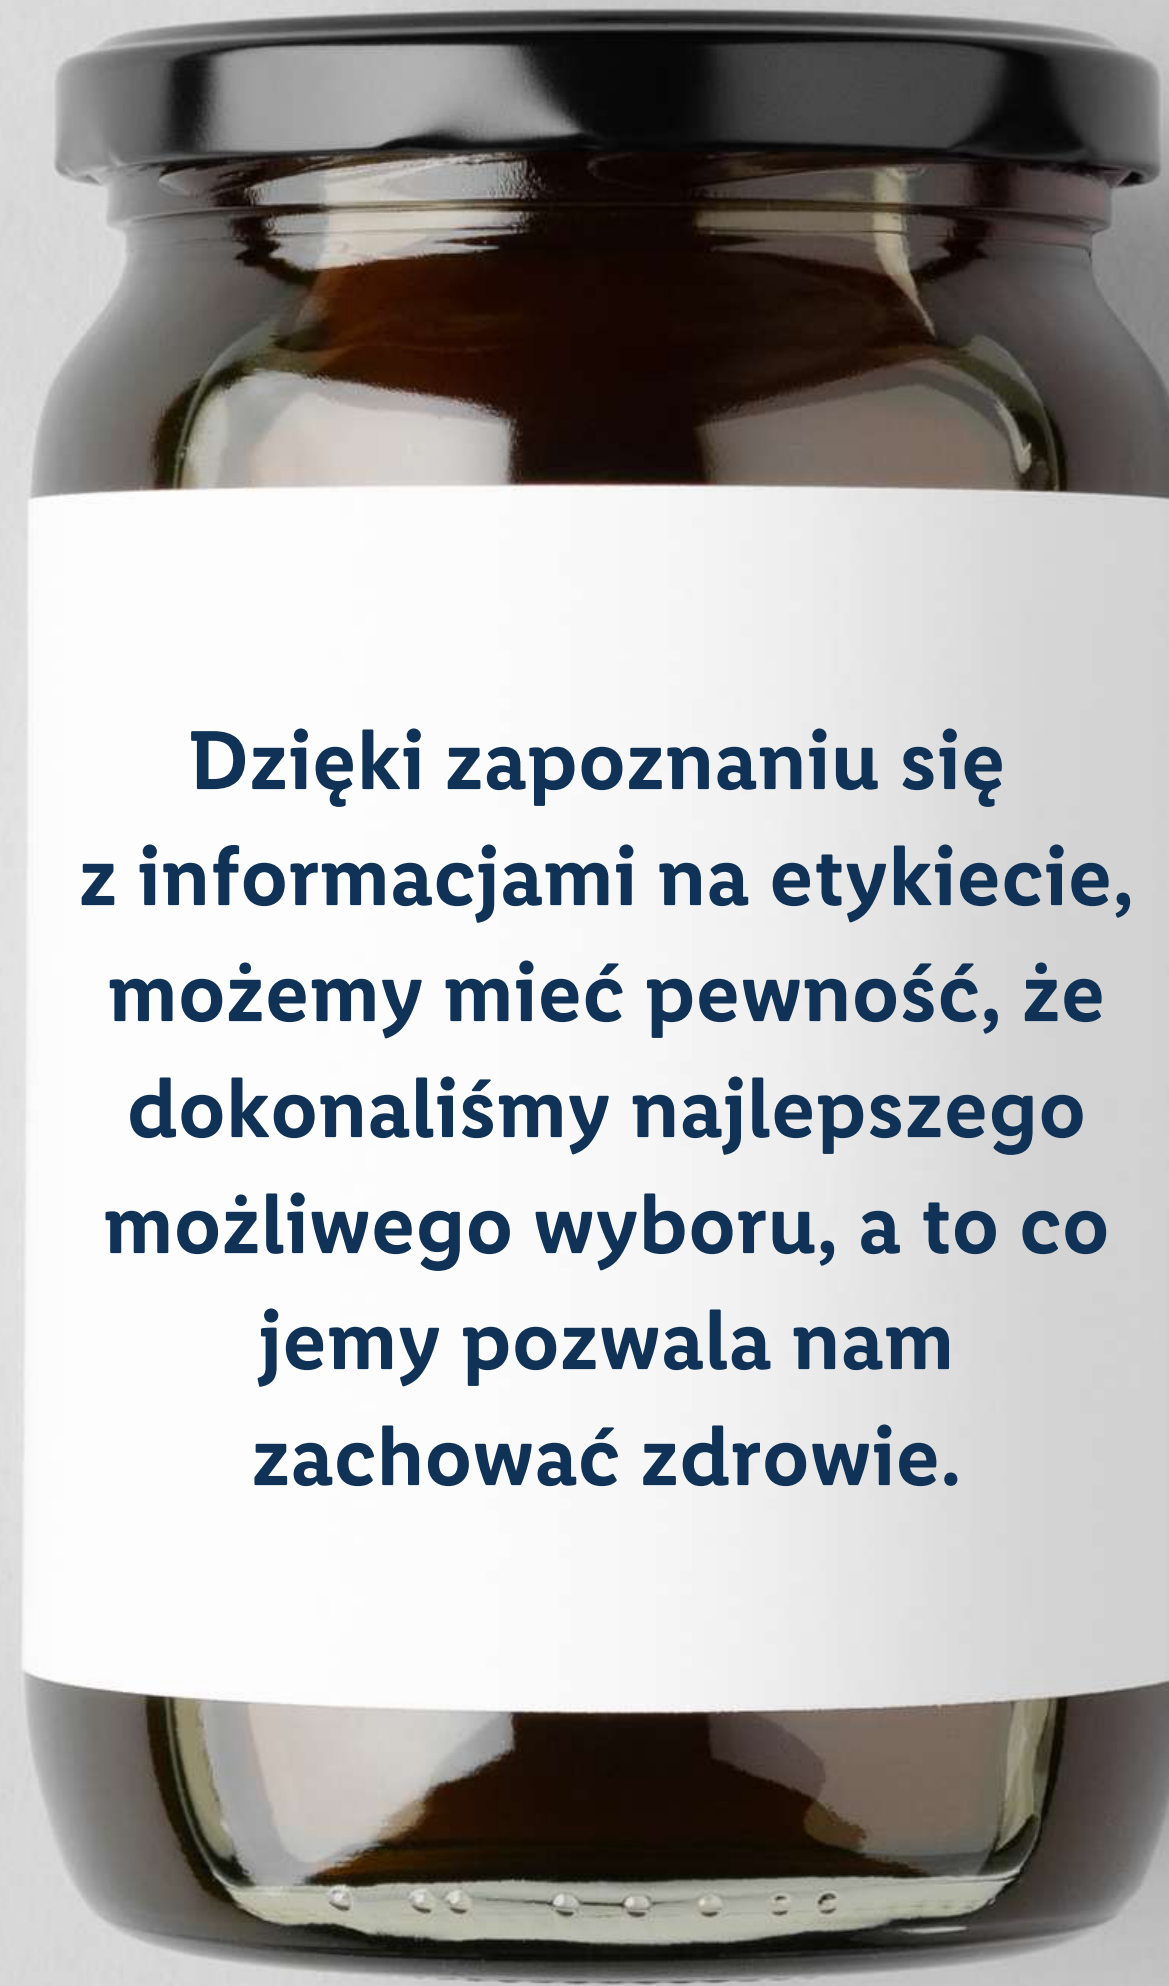 Dzięki zapoznaniu się
z informacjami na etykiecie,
możemy mieć pewność, że
dokonaliśmy najlepszego
możliwego wyboru, a to co
jemy pozwala nam
zachować zdrowie.